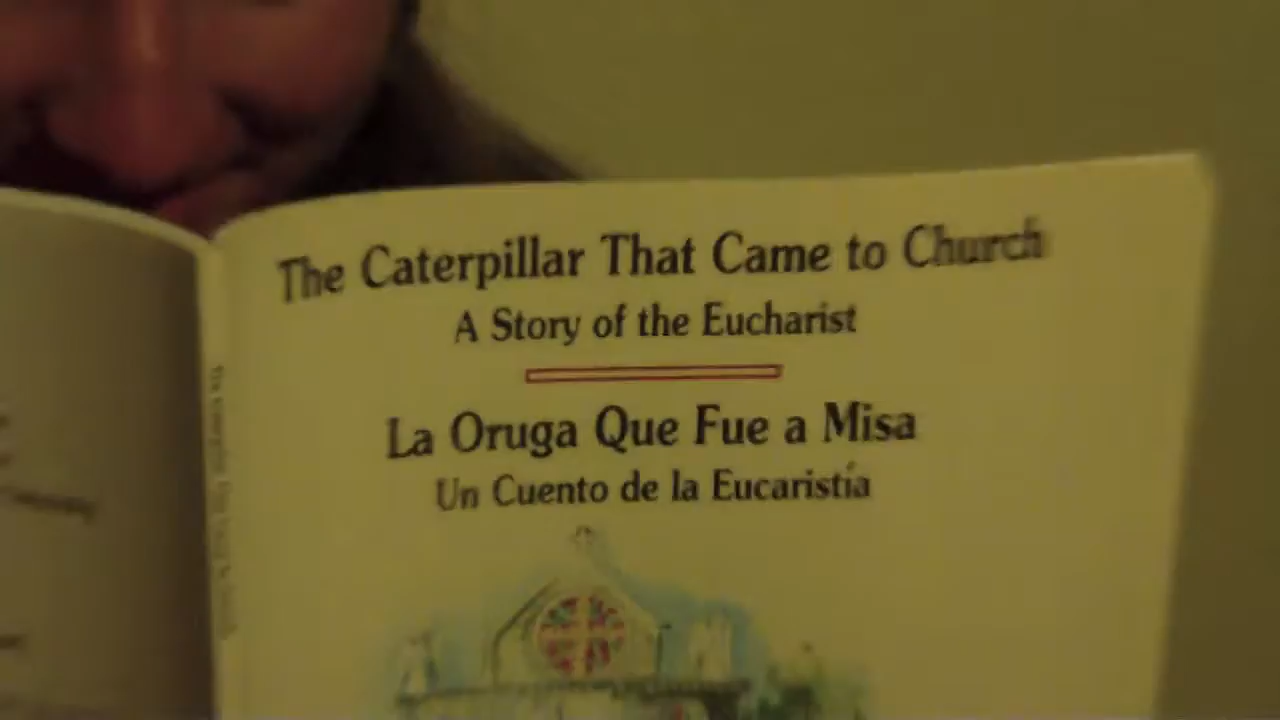 The Caterpillar That Came to Church
A Story of the Eucharist
La Oruga Que Fue a Misa
Un Cuento de la Eucaristía